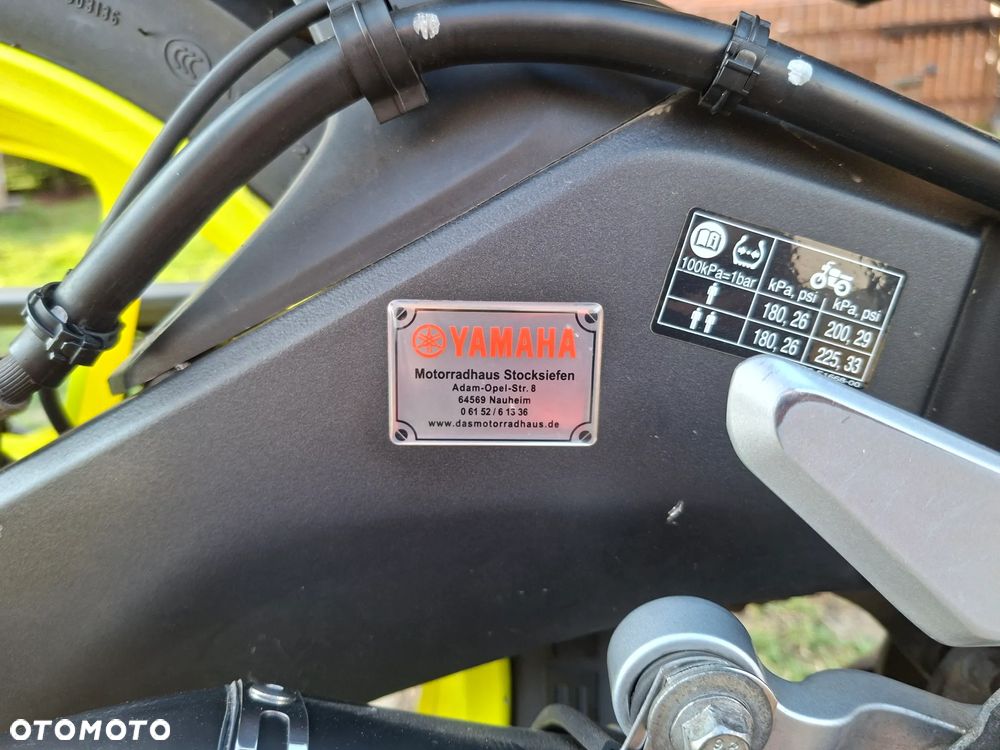 YAMAHA
Motorradhaus Stocksiefen
Adam-Opel-Str. 8
64569 Nauheim
0 61 52 / 6 13 36
www.dasmotorradhaus.de
100kPa=1bar
kPa, psi
kPa, psi
180, 26
200, 29
180, 26
225, 33
OTOMOTO